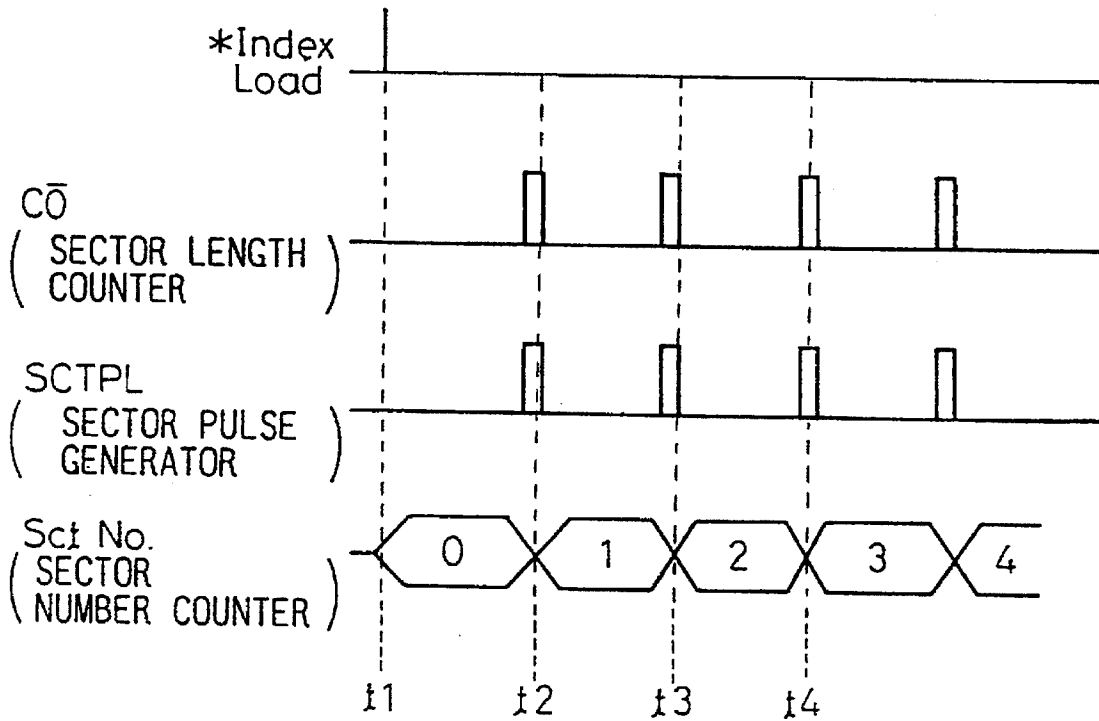 *Index
Load
CO̅
( SECTOR LENGTH
COUNTER )
SCTPL
( SECTOR PULSE
GENERATOR )
Sct No.
( SECTOR
NUMBER COUNTER )
0 1 2 3 4
t1 t2 t3 t4